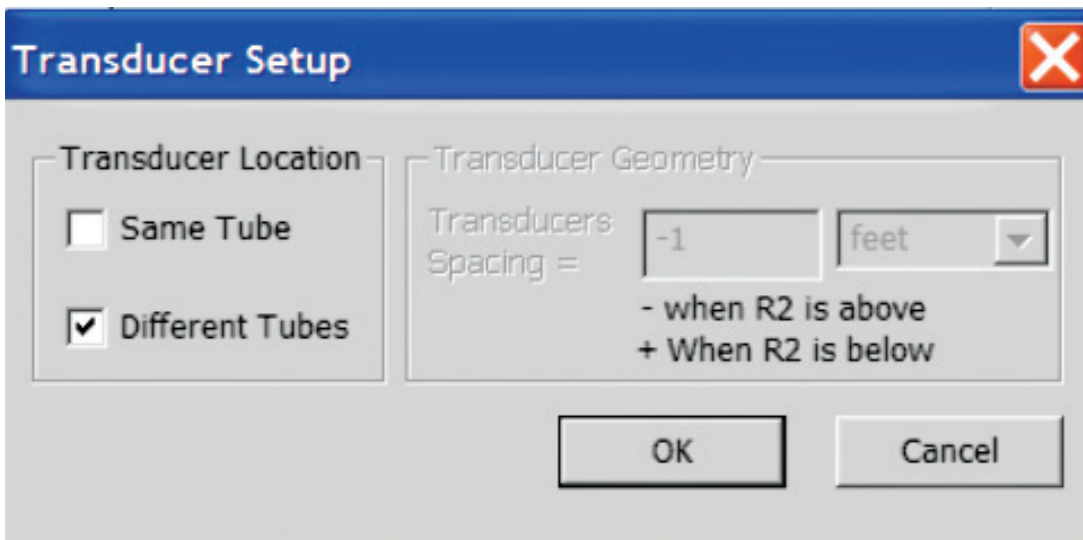 Transducer Setup
Transducer Location
Same Tube
Different Tubes
Transducer Geometry
Transducers
Spacing =
-1
feet
- when R2 is above
+ When R2 is below
OK
Cancel